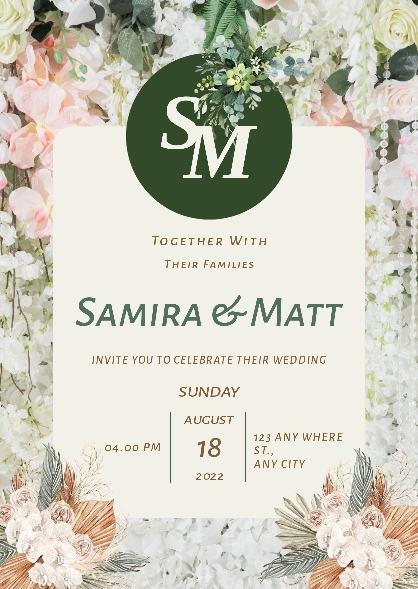 SM
TOGETHER WITH
THEIR FAMILIES
SAMIRA & MATT
INVITE YOU TO CELEBRATE THEIR WEDDING
SUNDAY
AUGUST
04.00 PM
18
2022
123 ANY WHERE
ST.,
ANY CITY